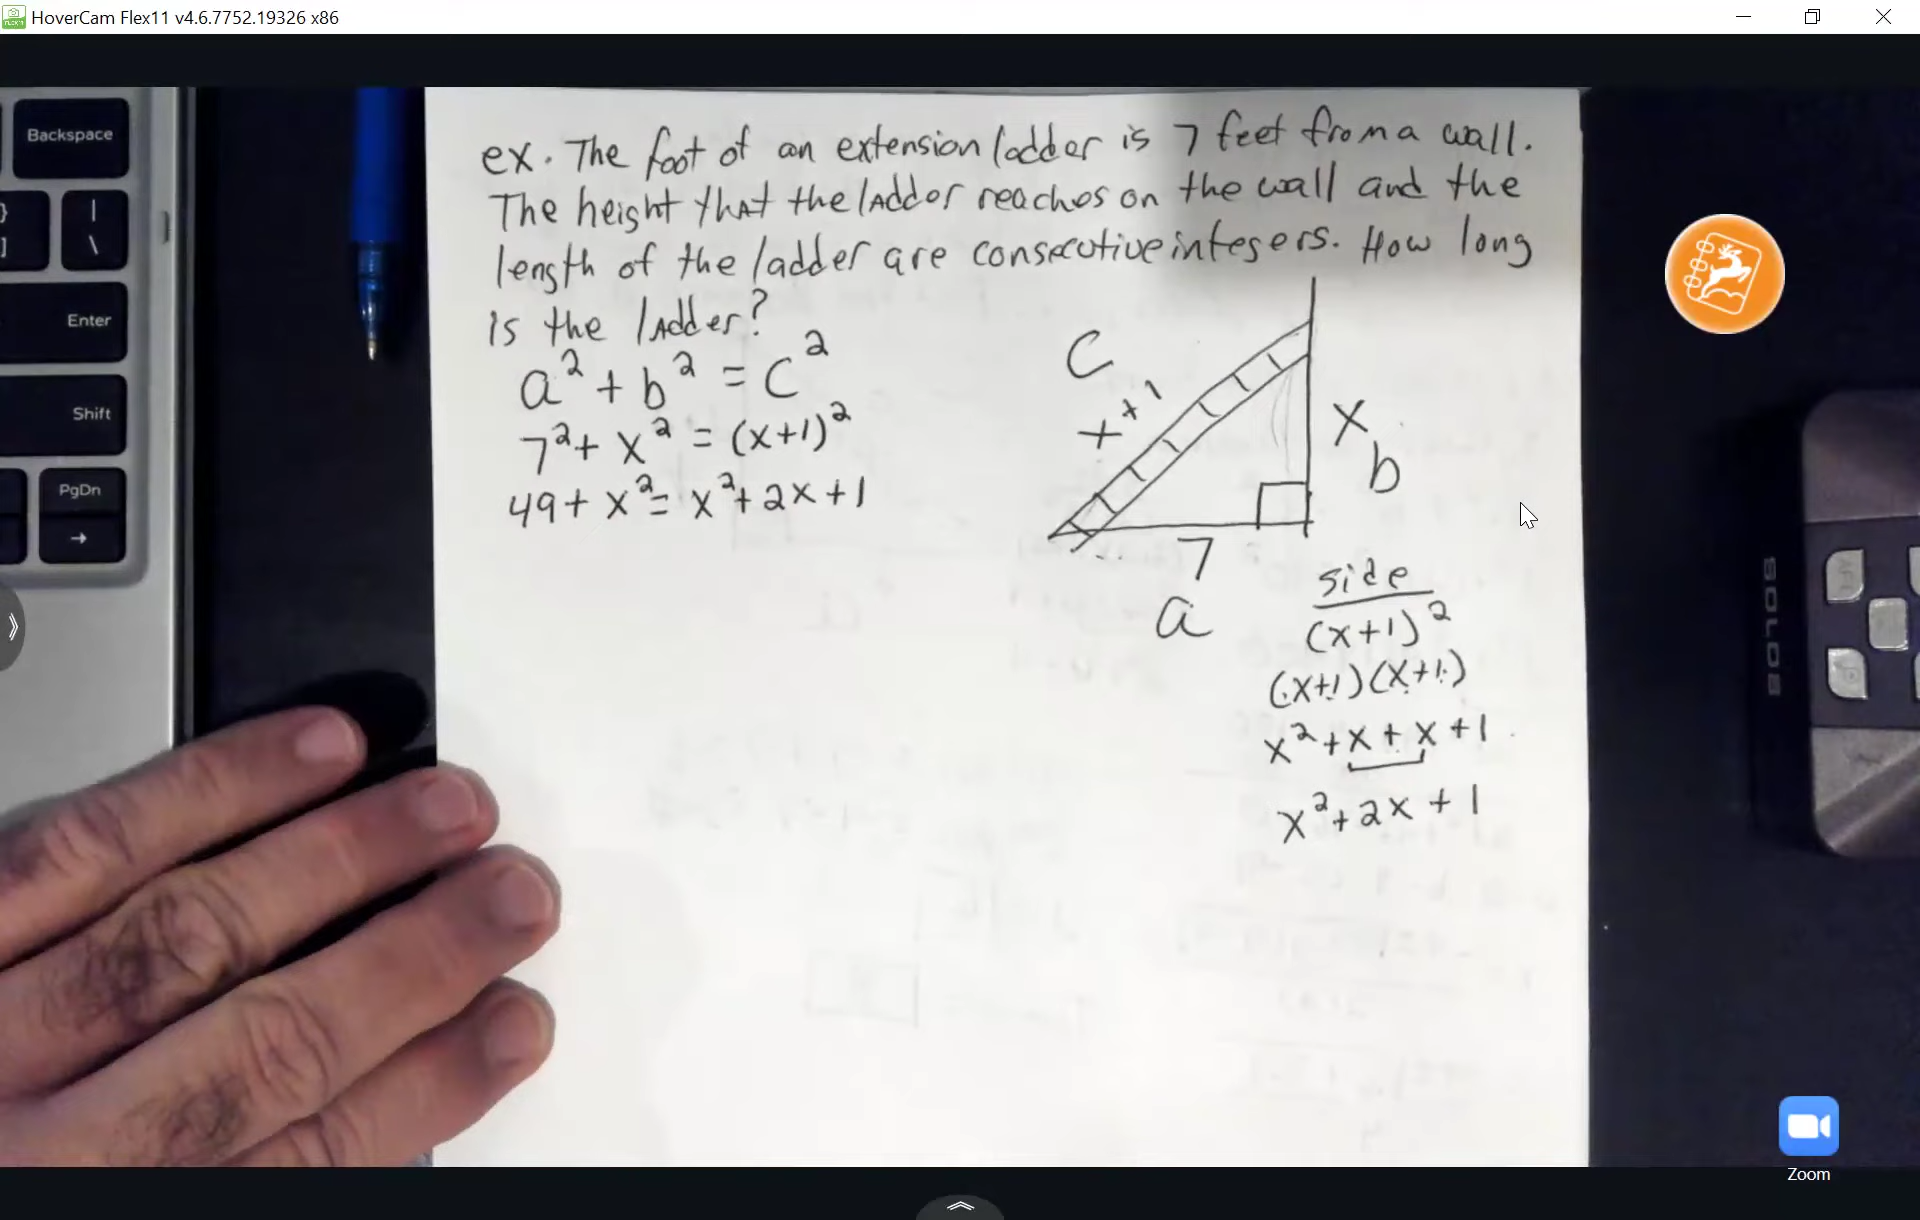 HoverCam Flex11 v4.6.7752.19326 x86
Backspace
}
]
|
\
Enter
Shift
PgDn
→
ex. The foot of an extension ladder is 7 feet from a wall.
The height that the ladder reaches on the wall and the
length of the ladder are consecutive integers. How long
is the ladder?
a² + b² = c²
7² + x² = (x+1)²
49 + x² = x² + 2x + 1
C
x+1
x
b
7
a
side
(x+1)²
(x+1)(x+1)
x² + x + x + 1
x² + 2x + 1
SOLO8
Zoom